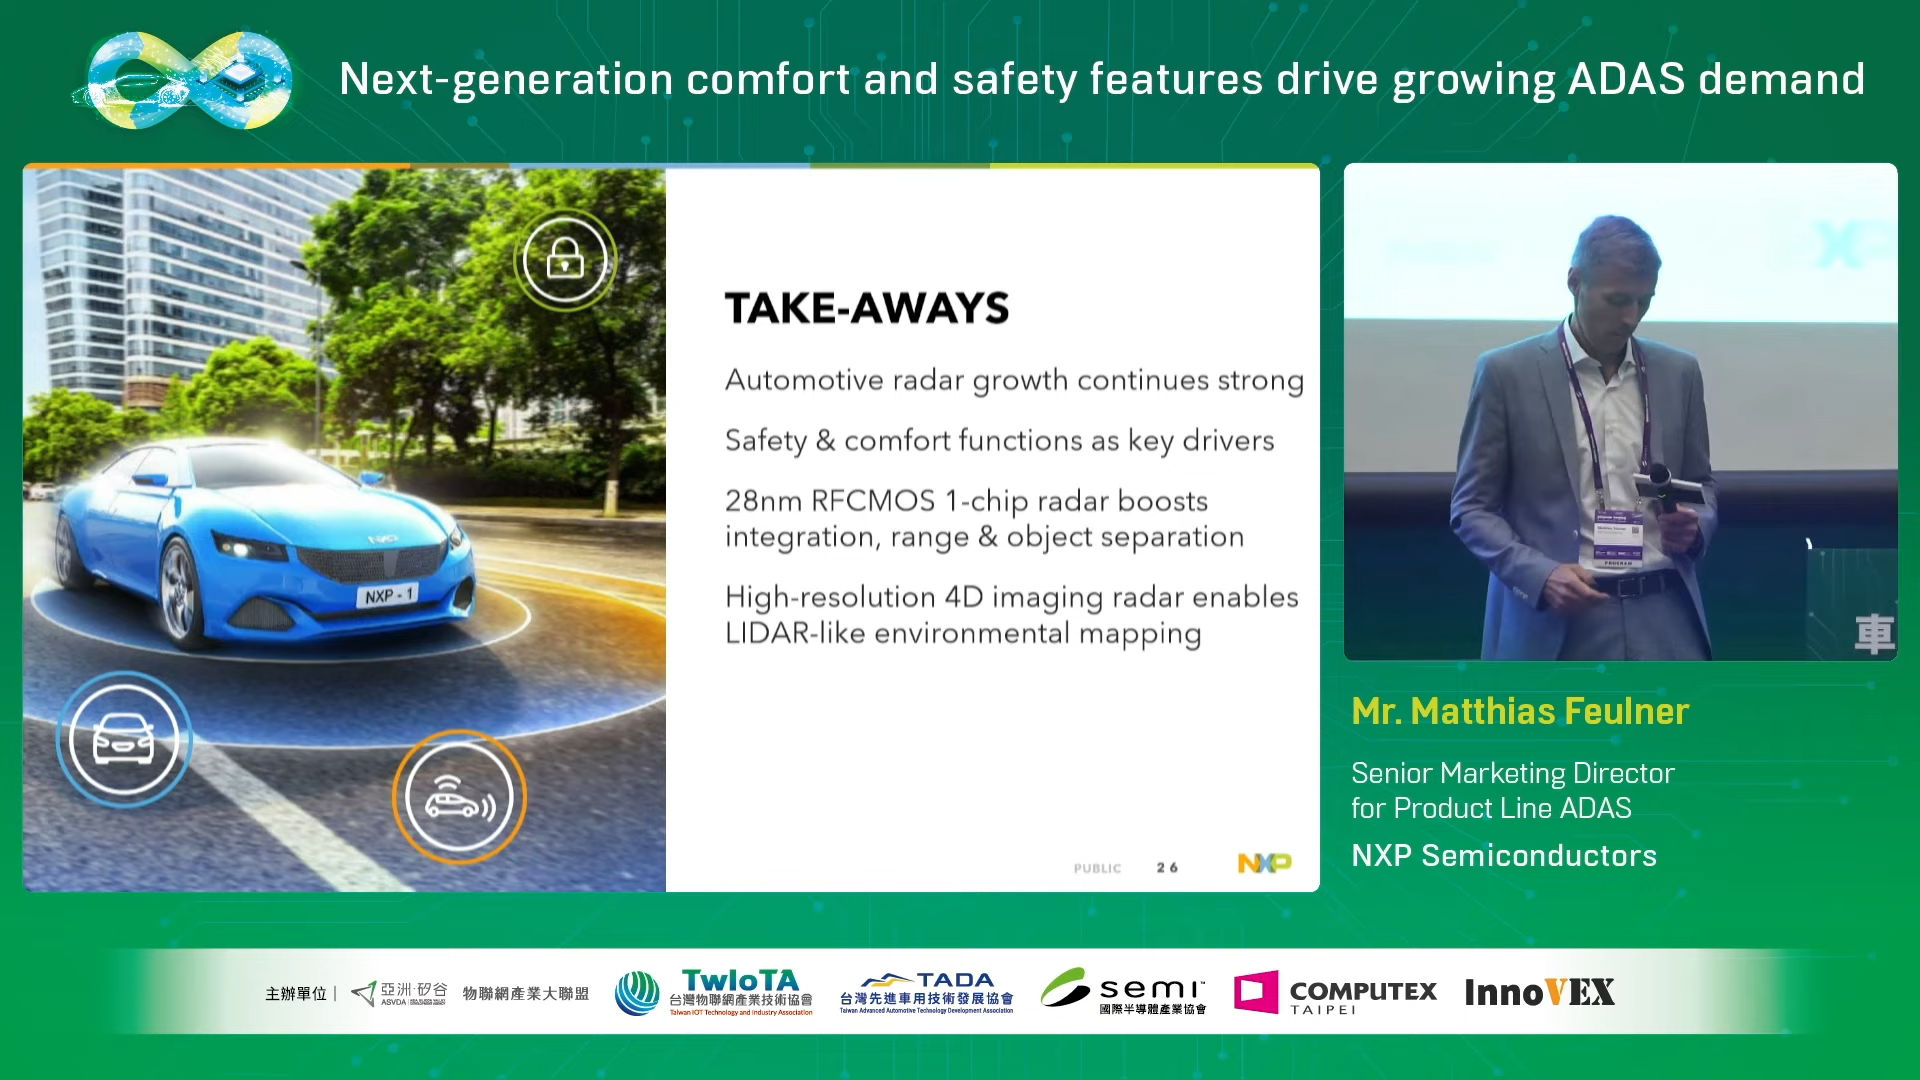 Next-generation comfort and safety features drive growing ADAS demand
TAKE-AWAYS
Automotive radar growth continues strong
Safety & comfort functions as key drivers
28nm RFCMOS 1-chip radar boosts
integration, range & object separation
High-resolution 4D imaging radar enables
LIDAR-like environmental mapping
NXP
NXP - 1
PUBLIC 26 NXP
PROGRAM
車
Mr. Matthias Feulner
Senior Marketing Director
for Product Line ADAS
NXP Semiconductors
主辦單位 |
亞洲·矽谷
物聯網產業大聯盟
TwIoTA
台灣物聯網產業技術協會
Taiwan IOT Technology and Industry Association
TADA
台灣先進車用技術發展協會
Taiwan Advanced Automotive Technology Development Association
semi™
國際半導體產業協會
COMPUTEX
TAIPEI
InnoVEX